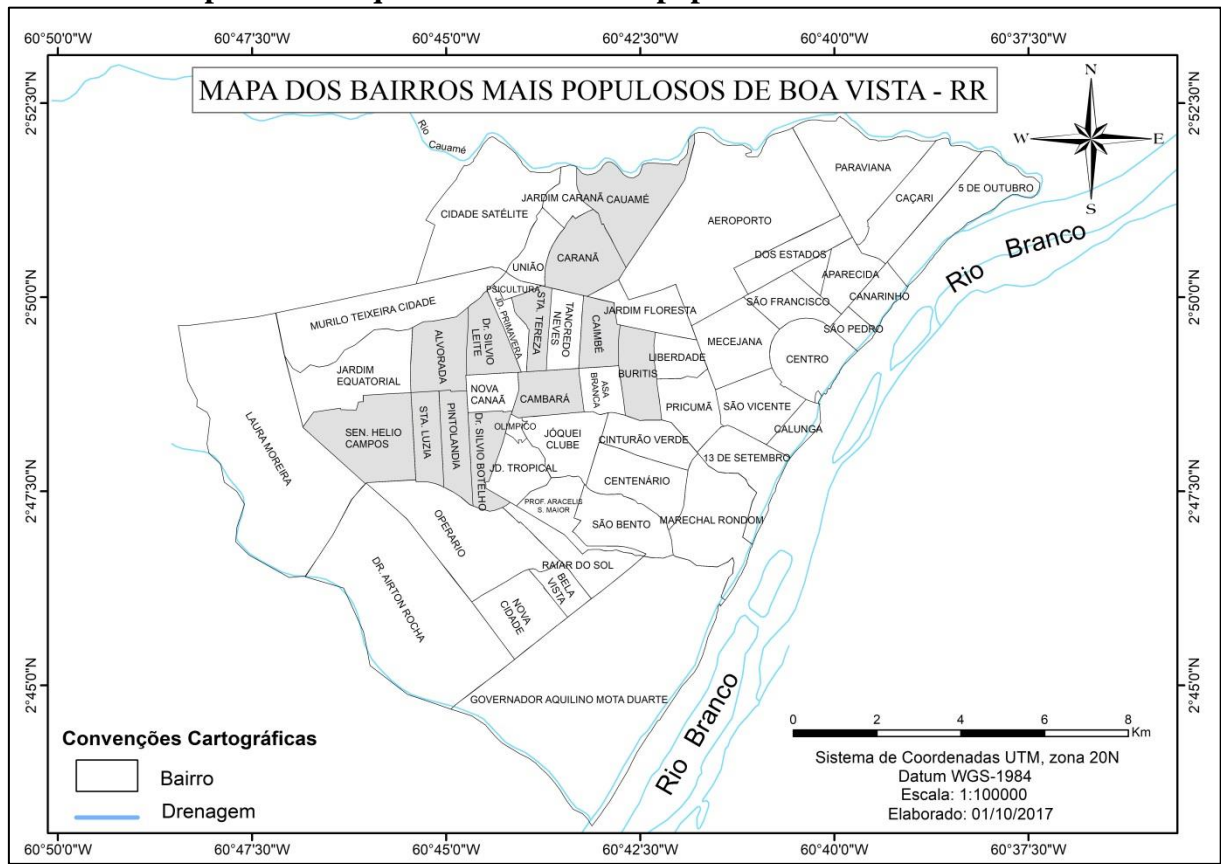 60°50'0"W 60°47'30"W 60°45'0"W 60°42'30"W 60°40'0"W 60°37'30"W
MAPA DOS BAIRROS MAIS POPULOSOS DE BOA VISTA - RR
N
W E
S
2°52'30"N
2°52'30"N
Rio
Cauamé
PARAVIANA
CAÇARI
5 DE OUTUBRO
JARDIM CARANÃ
CAUAMÉ
CIDADE SATÉLITE
AEROPORTO
Rio Branco
DOS ESTADOS
CARANÃ
UNIÃO
APARECIDA
PSICULTURA
CANARINHO
2°50'0"N
2°50'0"N
MURILO TEIXEIRA CIDADE
SÃO FRANCISCO
JARDIM FLORESTA
SÃO PEDRO
JD. PRIMAVERA
STA. TEREZA
TANCREDO
NEVES
CAIMBÉ
MECEJANA
ALVORADA
Dr. SILVIO
LEITE
LIBERDADE
CENTRO
JARDIM
EQUATORIAL
BURITIS
NOVA
CANAÃ
CAMBARÁ
ASA
BRANCA
PRICUMÃ
SÃO VICENTE
LAURA MOREIRA
SEN. HELIO
CAMPOS
STA. LUZIA
PINTOLANDIA
Dr. SILVIO BOTELHO
OLIMPICO
JÓQUEI
CLUBE
CINTURÃO VERDE
CALUNGA
13 DE SETEMBRO
JD. TROPICAL
CENTENÁRIO
2°47'30"N
2°47'30"N
PROF. ARACELIS
S. MAIOR
SÃO BENTO
MARECHAL RONDOM
OPERARIO
RAIAR DO SOL
BELA
VISTA
DR. AIRTON ROCHA
NOVA
CIDADE
2°45'0"N
2°45'0"N
GOVERNADOR AQUILINO MOTA DUARTE
Rio Branco
0 2 4 6 8
Km
Convenções Cartográficas
Bairro
Drenagem
Sistema de Coordenadas UTM, zona 20N
Datum WGS-1984
Escala: 1:100000
Elaborado: 01/10/2017
60°50'0"W 60°47'30"W 60°45'0"W 60°42'30"W 60°40'0"W 60°37'30"W